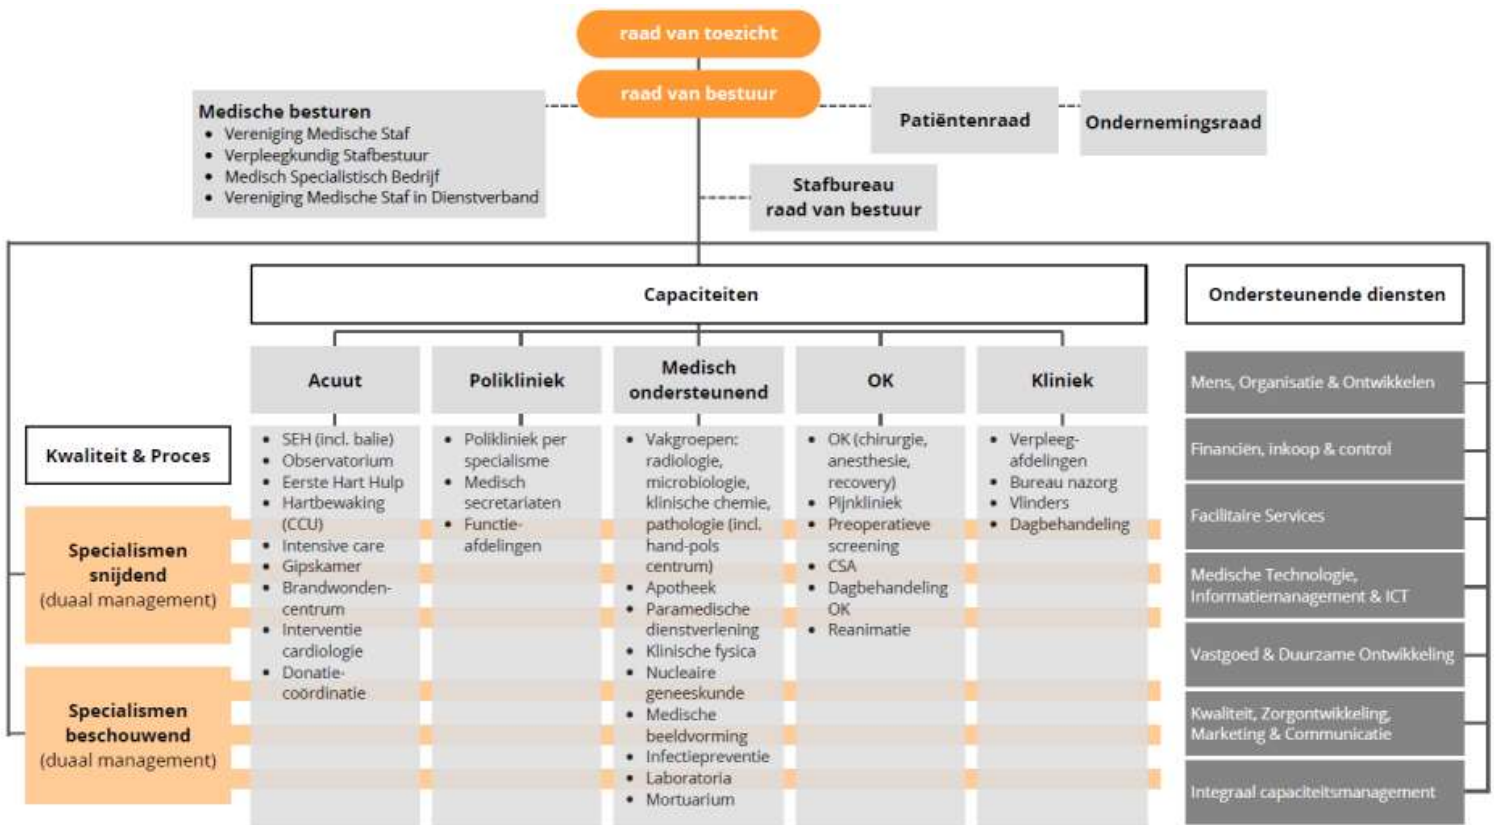 raad van toezicht
raad van bestuur
Medische besturen
• Vereniging Medische Staf
• Verpleegkundig Stafbestuur
• Medisch Specialistisch Bedrijf
• Vereniging Medische Staf in Dienstverband
Patiëntenraad
Ondernemingsraad
Stafbureau
raad van bestuur
Capaciteiten
Ondersteunende diensten
Kwaliteit & Proces
Specialismen
snijdend
(duaal management)
Specialismen
beschouwend
(duaal management)
Acuut
• SEH (incl. balie)
• Observatorium
• Eerste Hart Hulp
• Hartbewaking
(CCU)
• Intensive care
• Gipskamer
• Brandwonden-
centrum
• Interventie
cardiologie
• Donatie-
coördinatie
Polikliniek
• Polikliniek per
specialisme
• Medisch
secretariaten
• Functie-
afdelingen
Medisch
ondersteunend
• Vakgroepen:
radiologie,
microbiologie,
klinische chemie,
pathologie (incl.
hand-pols
centrum)
• Apotheek
• Paramedische
dienstverlening
• Klinische fysica
• Nucleaire
geneeskunde
• Medische
beeldvorming
• Infectiepreventie
• Laboratoria
• Mortuarium
OK
• OK (chirurgie,
anesthesie,
recovery)
• Pijnkliniek
• Preoperatieve
screening
• CSA
• Dagbehandeling
OK
• Reanimatie
Kliniek
• Verpleeg-
afdelingen
• Bureau nazorg
• Vlinders
• Dagbehandeling
Mens, Organisatie & Ontwikkelen
Financiën, inkoop & control
Facilitaire Services
Medische Technologie,
Informatiemanagement & ICT
Vastgoed & Duurzame Ontwikkeling
Kwaliteit, Zorgontwikkeling,
Marketing & Communicatie
Integraal capaciteitsmanagement